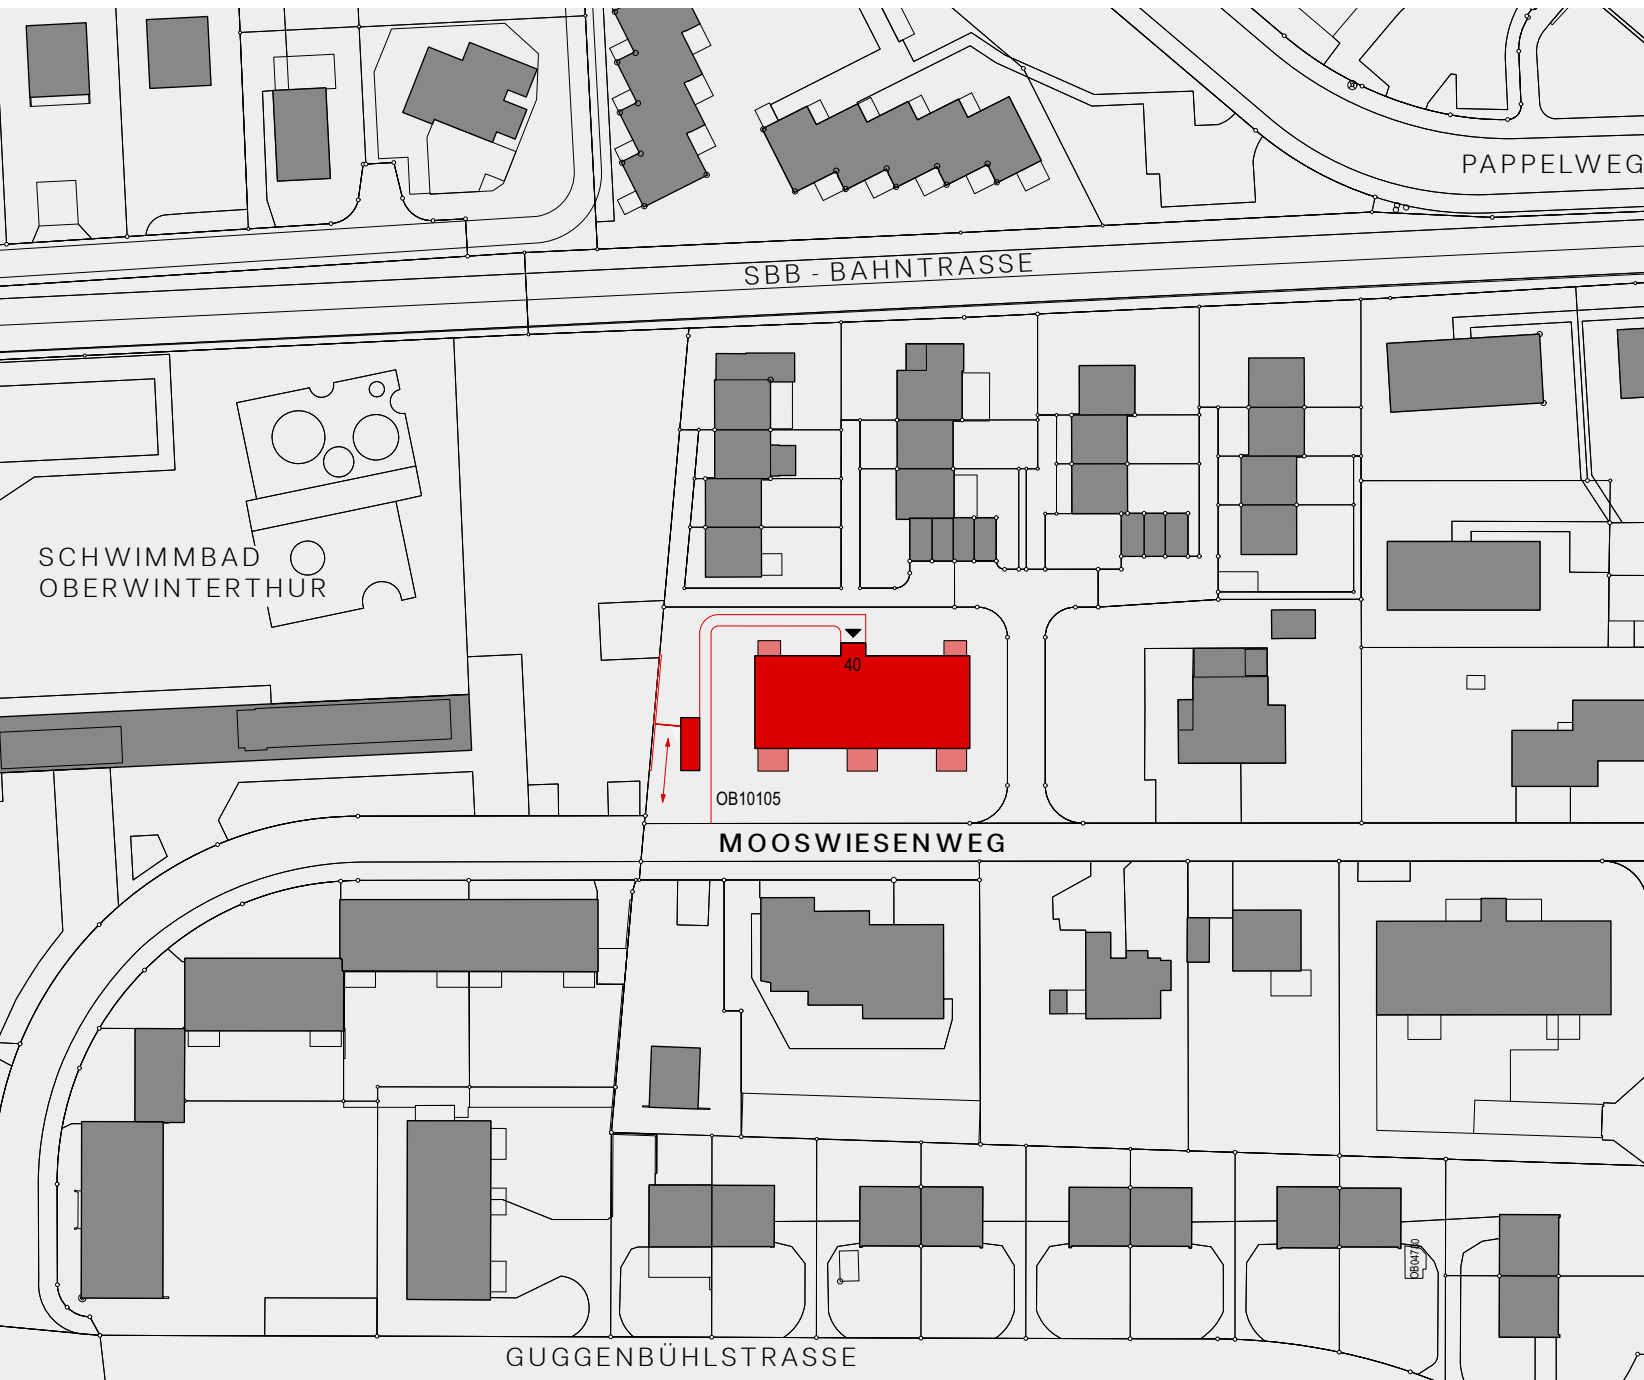 PAPPELWEG
SBB - BAHNTRASSE
SCHWIMMBAD
OBERWINTERTHUR
40
OB10105
MOOSWIESENWEG
GUGGENBÜHLSTRASSE